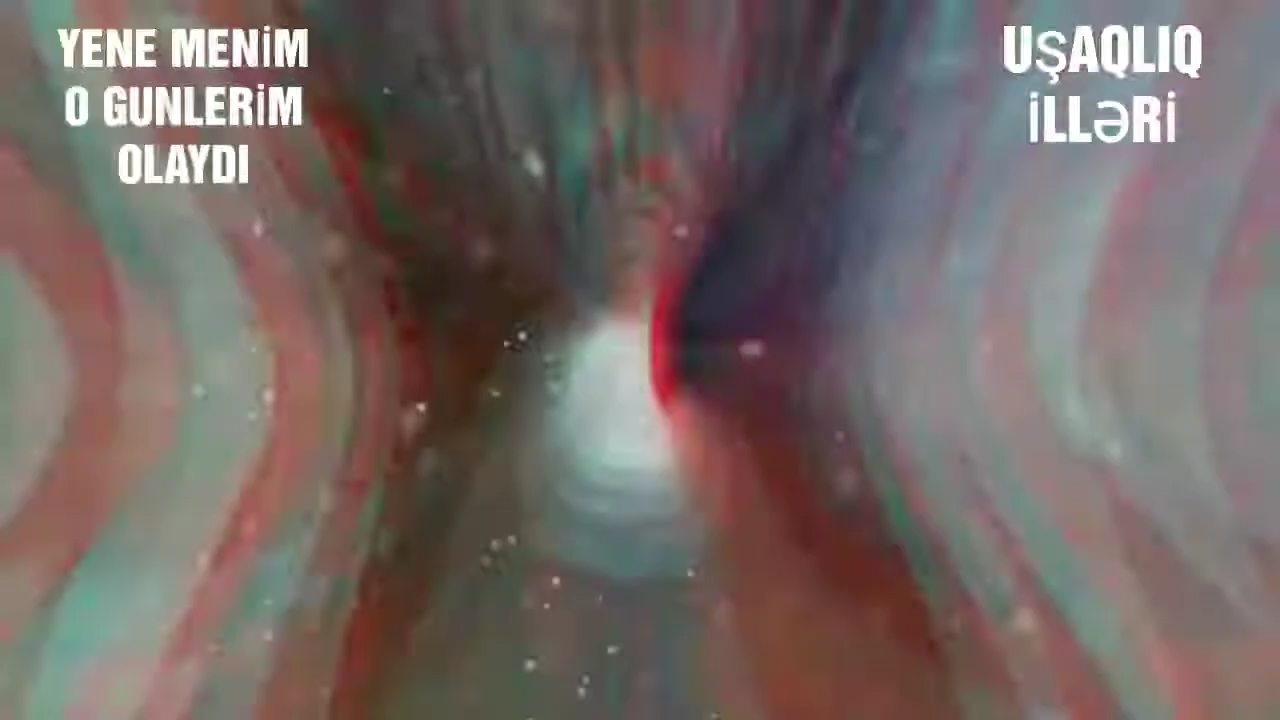 YENE MENİM
O GUNLERİM
OLAYDI
UŞAQLIQ
İLLƏRİ